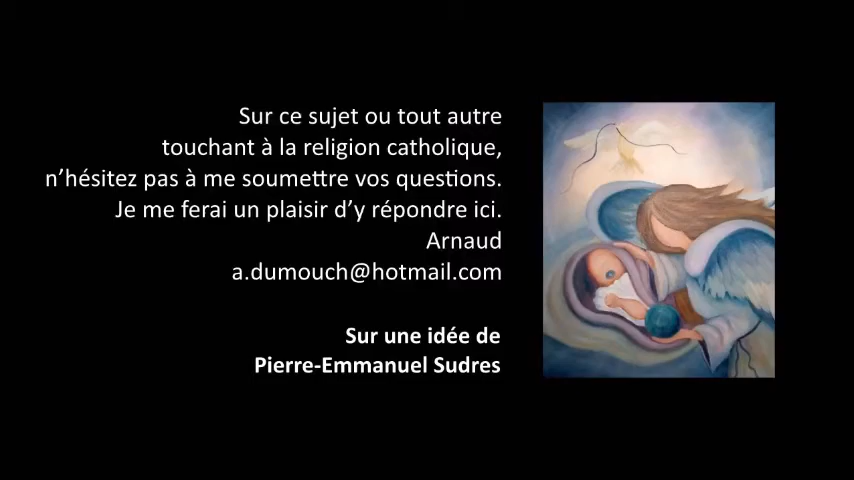 Sur ce sujet ou tout autre
touchant à la religion catholique,
n’hésitez pas à me soumettre vos questions.
Je me ferai un plaisir d’y répondre ici.
Arnaud
a.dumouch@hotmail.com
Sur une idée de
Pierre-Emmanuel Sudres